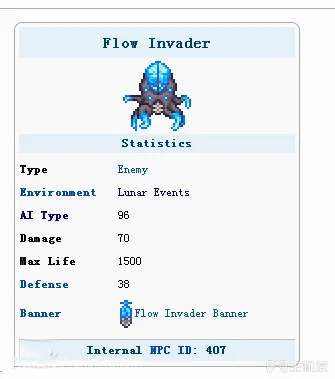 Flow Invader
Statistics
Type Enemy
Environment Lunar Events
AI Type 96
Damage 70
Max Life 1500
Defense 38
Banner Flow Invader Banner
Internal NPC ID: 407